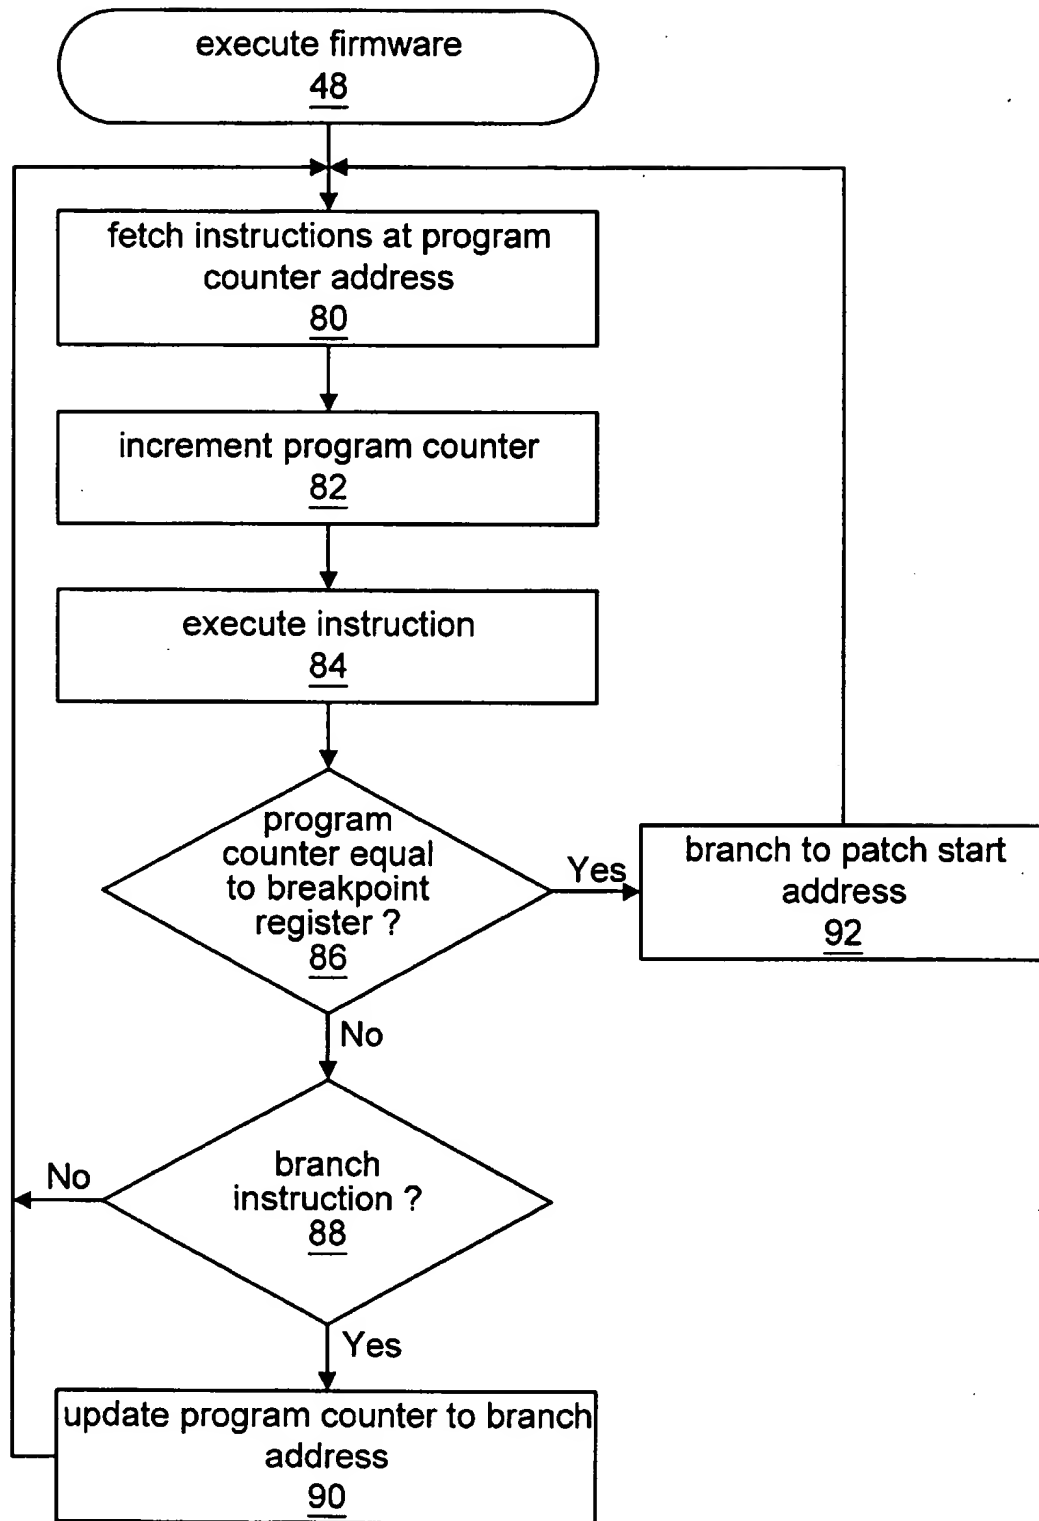 execute firmware
48
fetch instructions at program
counter address
80
increment program counter
82
execute instruction
84
program
counter equal
to breakpoint
register ?
86
Yes
branch to patch start
address
92
No
branch
instruction ?
88
No
Yes
update program counter to branch
address
90